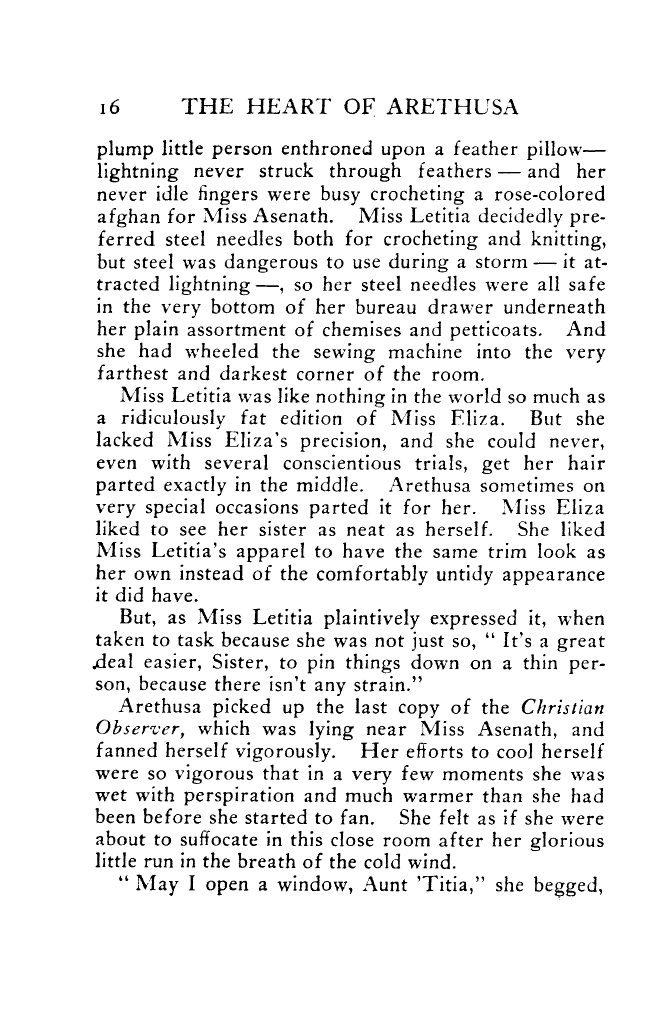 16 THE HEART OF ARETHUSA
plump little person enthroned upon a feather pillow—
lightning never struck through feathers — and her
never idle fingers were busy crocheting a rose-colored
afghan for Miss Asenath. Miss Letitia decidedly pre-
ferred steel needles both for crocheting and knitting,
but steel was dangerous to use during a storm — it at-
tracted lightning —, so her steel needles were all safe
in the very bottom of her bureau drawer underneath
her plain assortment of chemises and petticoats. And
she had wheeled the sewing machine into the very
farthest and darkest corner of the room.
Miss Letitia was like nothing in the world so much as
a ridiculously fat edition of Miss Eliza. But she
lacked Miss Eliza's precision, and she could never,
even with several conscientious trials, get her hair
parted exactly in the middle. Arethusa sometimes on
very special occasions parted it for her. Miss Eliza
liked to see her sister as neat as herself. She liked
Miss Letitia's apparel to have the same trim look as
her own instead of the comfortably untidy appearance
it did have.
But, as Miss Letitia plaintively expressed it, when
taken to task because she was not just so, “ It's a great
deal easier, Sister, to pin things down on a thin per-
son, because there isn't any strain.”
Arethusa picked up the last copy of the Christian
Observer, which was lying near Miss Asenath, and
fanned herself vigorously. Her efforts to cool herself
were so vigorous that in a very few moments she was
wet with perspiration and much warmer than she had
been before she started to fan. She felt as if she were
about to suffocate in this close room after her glorious
little run in the breath of the cold wind.
“ May I open a window, Aunt 'Titia,” she begged,